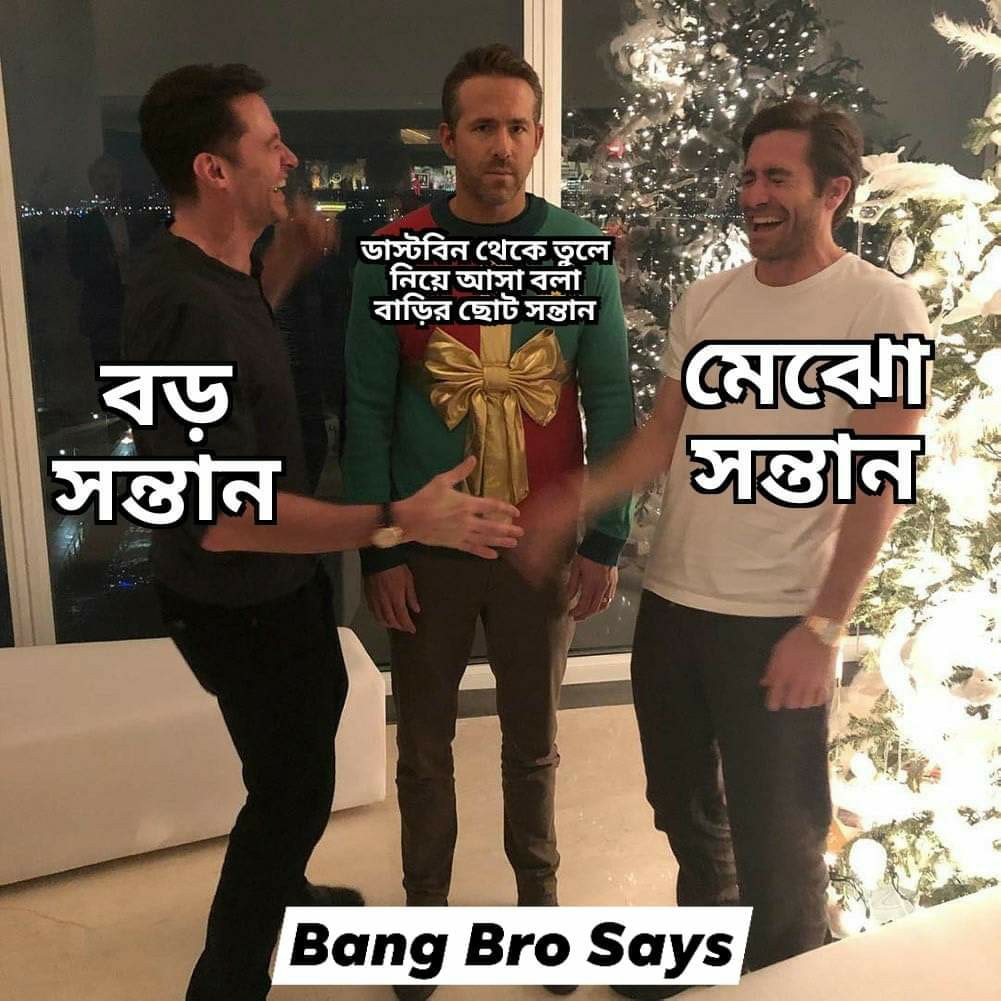 ডাস্টবিন থেকে তুলে
নিয়ে আসা বলা
বাড়ির ছোট সন্তান
বড়
সন্তান
মেঝো
সন্তান
Bang Bro Says